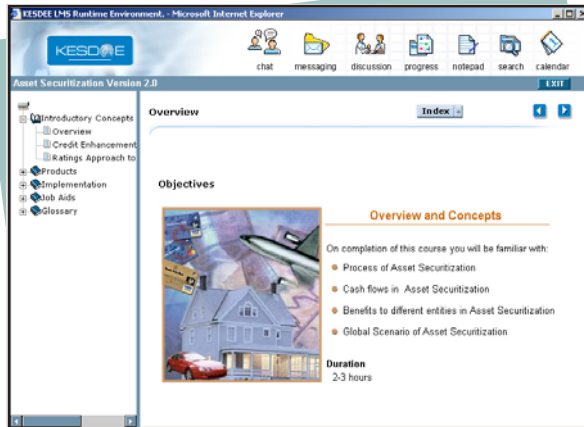 KESDEE LMS Runtime Environment, - Microsoft Internet Explorer
KESDEE
chat messaging discussion progress notepad search calendar
Asset Securitization Version 2.0
EXIT
Introductory Concepts
Overview
Credit Enhancement
Ratings Approach to
Products
Implementation
Job Aids
Glossary
Overview
Index
Objectives
Overview and Concepts
On completion of this course you will be familiar with:
Process of Asset Securitization
Cash flows in Asset Securitization
Benefits to different entities in Asset Securitization
Global Scenario of Asset Securitization
Duration
2-3 hours